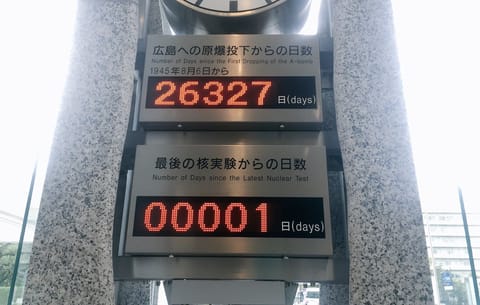 広島への原爆投下からの日数
Number of Days since the First Dropping of the A-bomb
1945年8月6日から
26327 日(days)
最後の核実験からの日数
Number of Days since the Latest Nuclear Test
00001 日(days)